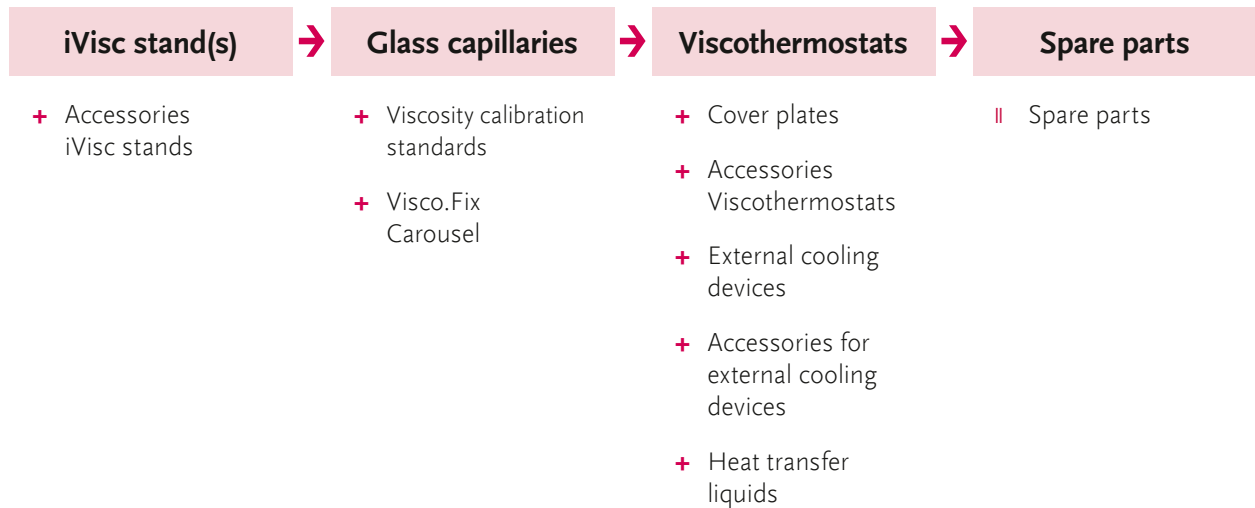 iVisc stand(s)
Glass capillaries
Viscothermostats
Spare parts
+ Accessories
iVisc stands
+ Viscosity calibration
standards
+ Visco.Fix
Carousel
+ Cover plates
+ Accessories
Viscothermostats
+ External cooling
devices
+ Accessories for
external cooling
devices
+ Heat transfer
liquids
॥ Spare parts